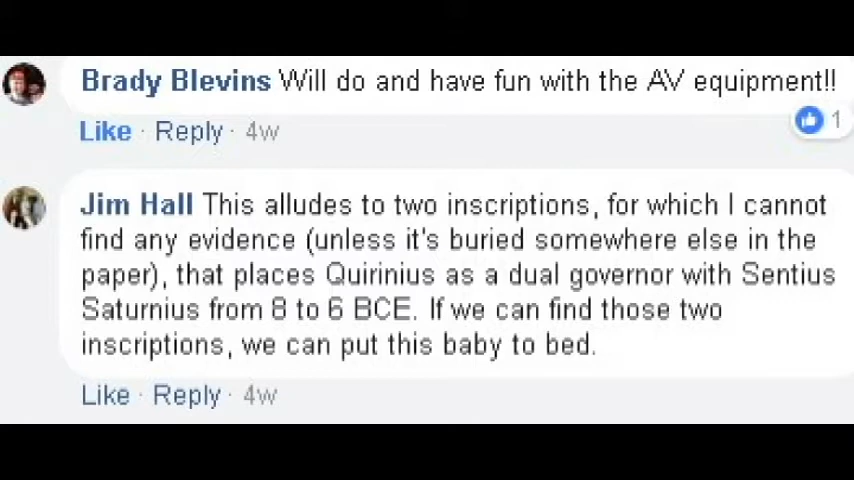 Brady Blevins Will do and have fun with the AV equipment!!
1
Like · Reply · 4w
Jim Hall This alludes to two inscriptions, for which I cannot
find any evidence (unless it's buried somewhere else in the
paper), that places Quirinius as a dual governor with Sentius
Saturnius from 8 to 6 BCE. If we can find those two
inscriptions, we can put this baby to bed.
Like · Reply · 4w